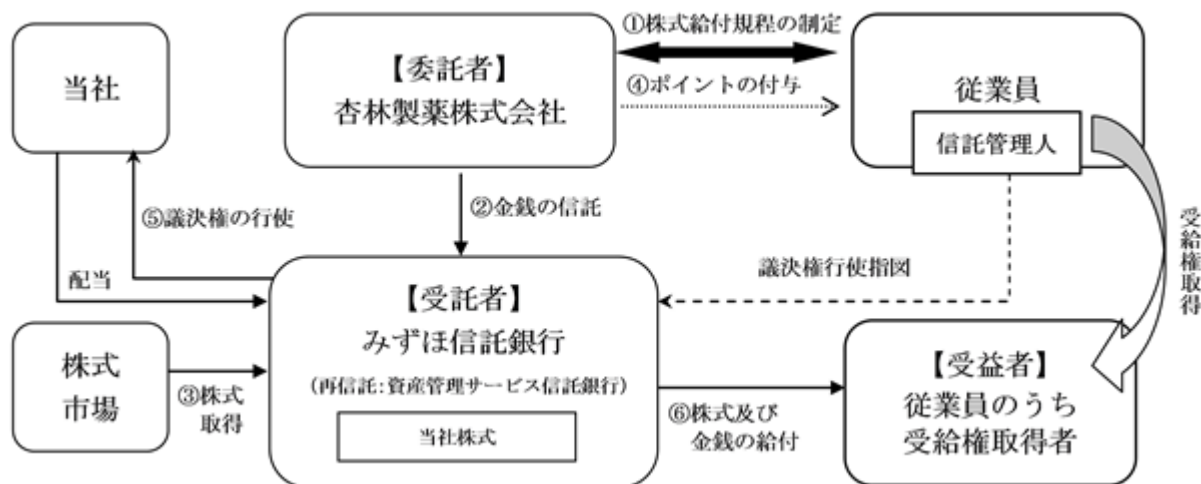 ①株式給付規程の制定
当社
【委託者】
杏林製薬株式会社
④ポイントの付与
従業員
信託管理人
⑤議決権の行使
②金銭の信託
受給権取得
配当
議決権行使指図
【受託者】
みずほ信託銀行
(再信託：資産管理サービス信託銀行)
当社株式
株式
市場
③株式
取得
⑥株式及び
金銭の給付
【受益者】
従業員のうち
受給権取得者